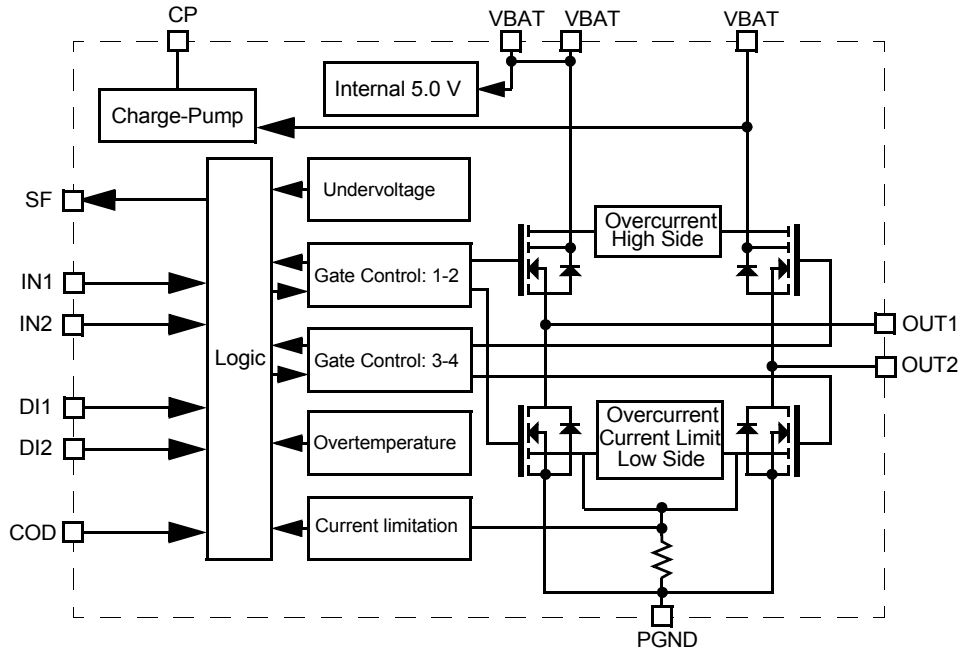 CP
VBAT
VBAT
VBAT
Internal 5.0 V
Charge-Pump
SF
Undervoltage
Overcurrent
High Side
IN1
Gate Control: 1-2
IN2
OUT1
Logic
Gate Control: 3-4
OUT2
DI1
Overcurrent
Current Limit
Low Side
DI2
Overtemperature
COD
Current limitation
PGND